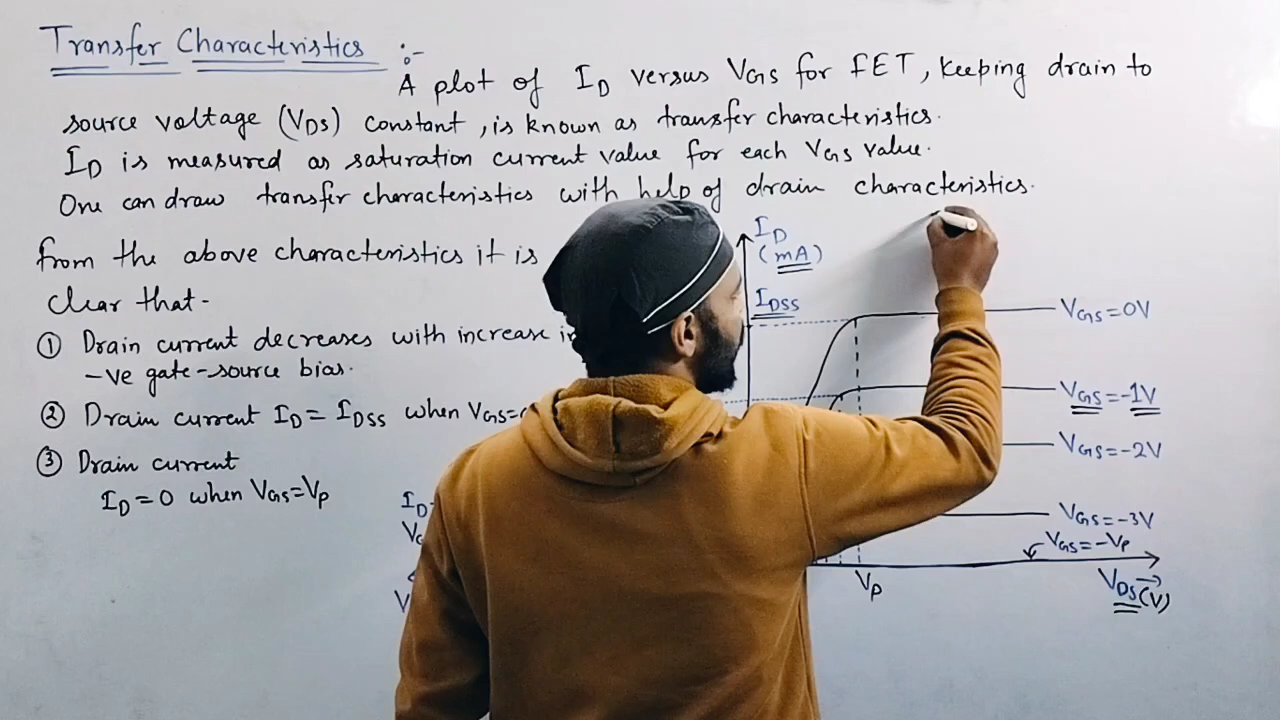 Transfer Characteristics :-
A plot of ID versus VGS for FET, keeping drain to
source voltage (VDS) constant, is known as transfer characteristics.
ID is measured as saturation current value for each VGS value.
One can draw transfer characteristics with help of drain characteristics.
from the above characteristics it is
clear that -
① Drain current decreases with increase in
-ve gate-source bias.
② Drain current ID = IDSS when VGS=
③ Drain current
ID = 0 when VGS=VP
ID
(mA)
IDSS
VGS=0V
VGS=-1V
VGS=-2V
VGS=-3V
VGS=-VP
VP
VDS→(V)
ID